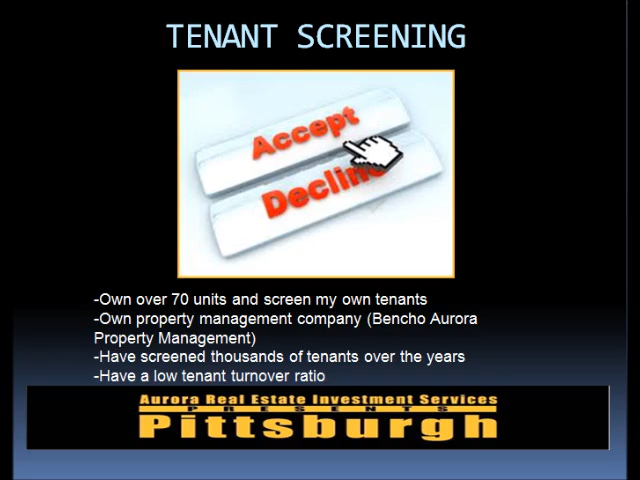 TENANT SCREENING
Accept
Decline
-Own over 70 units and screen my own tenants
-Own property management company (Bencho Aurora
Property Management)
-Have screened thousands of tenants over the years
-Have a low tenant turnover ratio
Aurora Real Estate Investment Services
PRESENTS
Pittsburgh